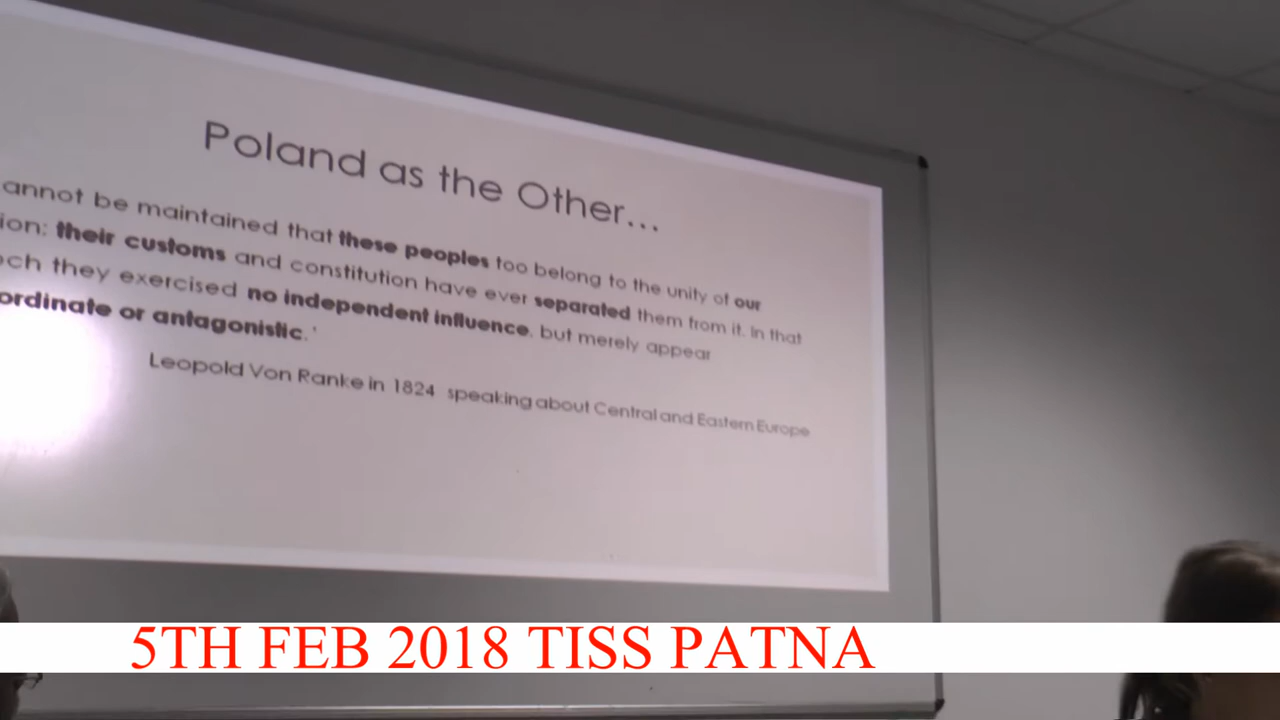 Poland as the Other...
annot be maintained that these peoples too belong to the unity of our
ion; their customs and constitution have ever separated them from it. In that
och they exercised no independent influence, but merely appear
ordinate or antagonistic.'
Leopold Von Ranke in 1824 speaking about Central and Eastern Europe
5TH FEB 2018 TISS PATNA